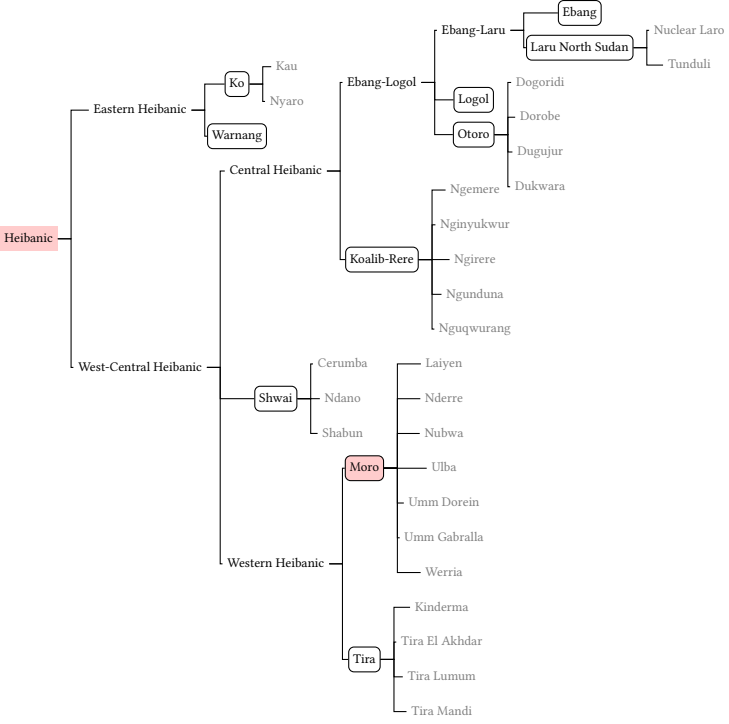 Ebang
Ebang-Laru
Nuclear Laro
Laru North Sudan
Tunduli
Kau
Ko
Ebang-Logol
Dogoridi
Nyaro
Logol
Eastern Heibanic
Dorobe
Warnang
Otoro
Dugujur
Central Heibanic
Dukwara
Ngemere
Nginyukwur
Heibanic
Koalib-Rere
Ngirere
Ngunduna
Nguqwurang
West-Central Heibanic
Cerumba
Laiyen
Shwai
Ndano
Nderre
Shabun
Nubwa
Moro
Ulba
Umm Dorein
Umm Gabralla
Western Heibanic
Werria
Kinderma
Tira El Akhdar
Tira
Tira Lumum
Tira Mandi